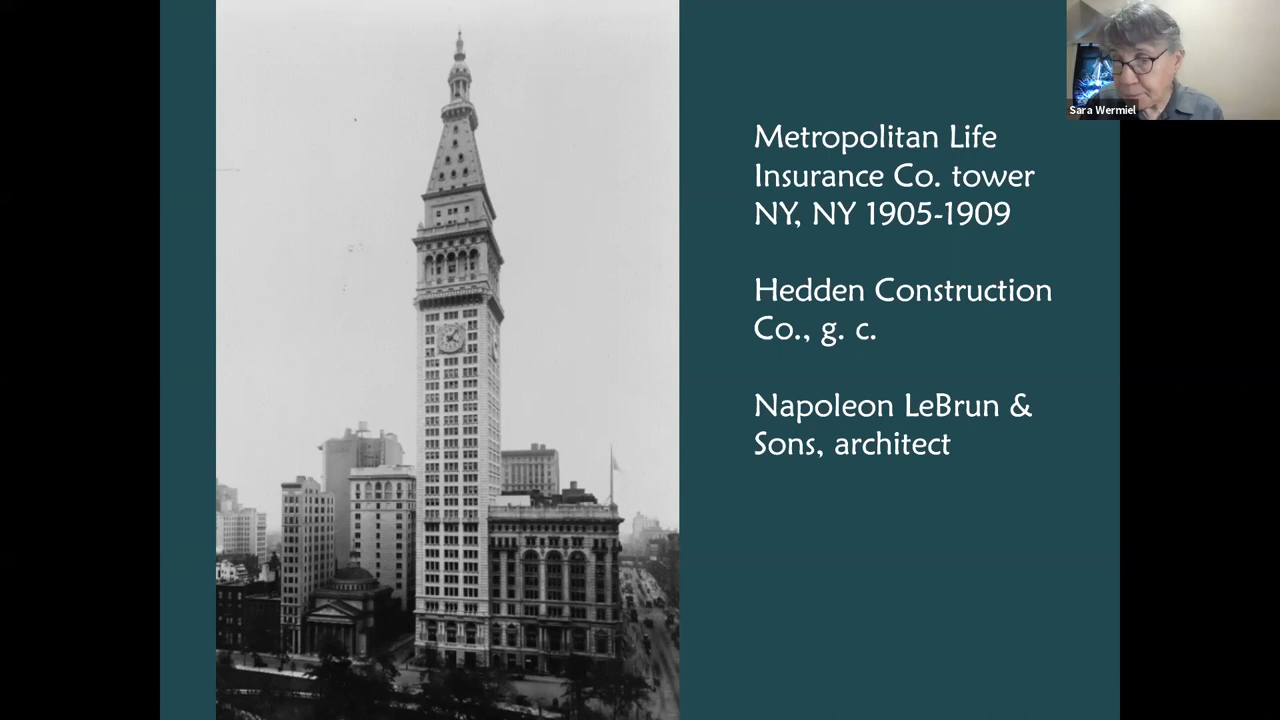 Sara Wermiel
Metropolitan Life
Insurance Co. tower
NY, NY 1905-1909
Hedden Construction
Co., g. c.
Napoleon LeBrun &
Sons, architect